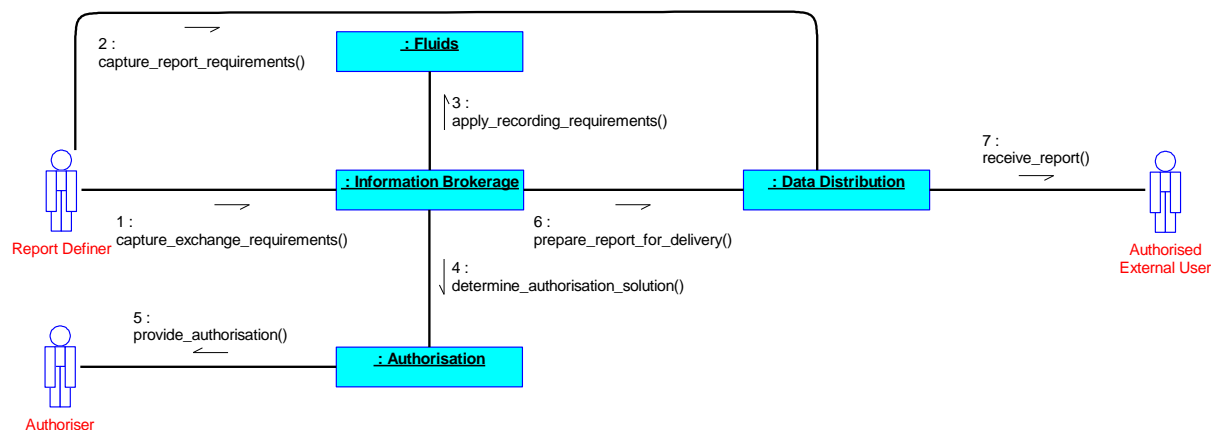 2 :
capture_report_requirements()
: Fluids
3 :
apply_recording_requirements()
7 :
receive_report()
: Information Brokerage
: Data Distribution
Report Definer
1 :
capture_exchange_requirements()
6 :
prepare_report_for_delivery()
Authorised
External User
4 :
determine_authorisation_solution()
5 :
provide_authorisation()
: Authorisation
Authoriser